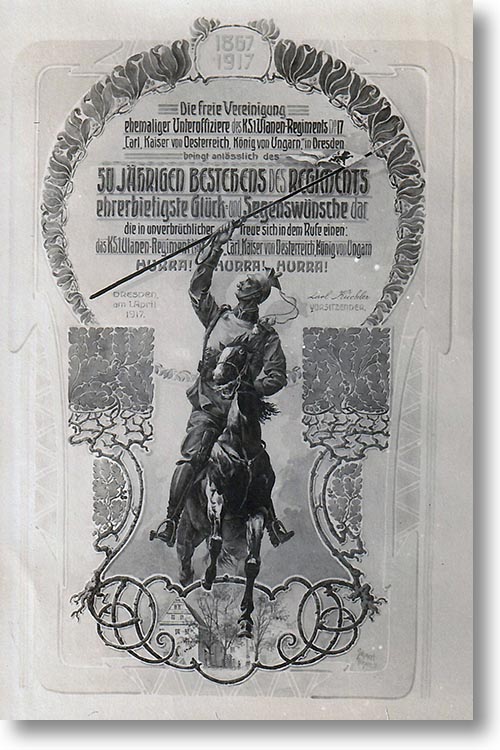 1867
1917
Die freie Vereinigung
ehemaliger Unteroffiziere des K.S.1.Ulanen-Regiments No 17
"Carl, Kaiser von Oesterreich, König von Ungarn" in Dresden
bringt anlässlich des
50 JÄHRIGEN BESTEHENS DES REGIMENTS
ehrerbietigste Glück- und Segenswünsche dar,
die in unverbrüchlicher Treue sich in dem Rufe einen:
das K.S.1.Ulanen-Regiment Carl, Kaiser von Oesterreich, König von Ungarn
HURRA! HURRA! HURRA!
DRESDEN,
am 1. April
1917.
VORSITZENDER.